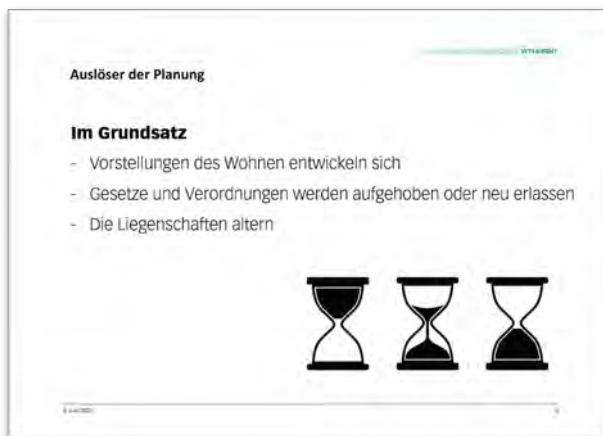 Auslöser der Planung
Im Grundsatz
- Vorstellungen des Wohnen entwickeln sich
- Gesetze und Verordnungen werden aufgehoben oder neu erlassen
- Die Liegenschaften altern